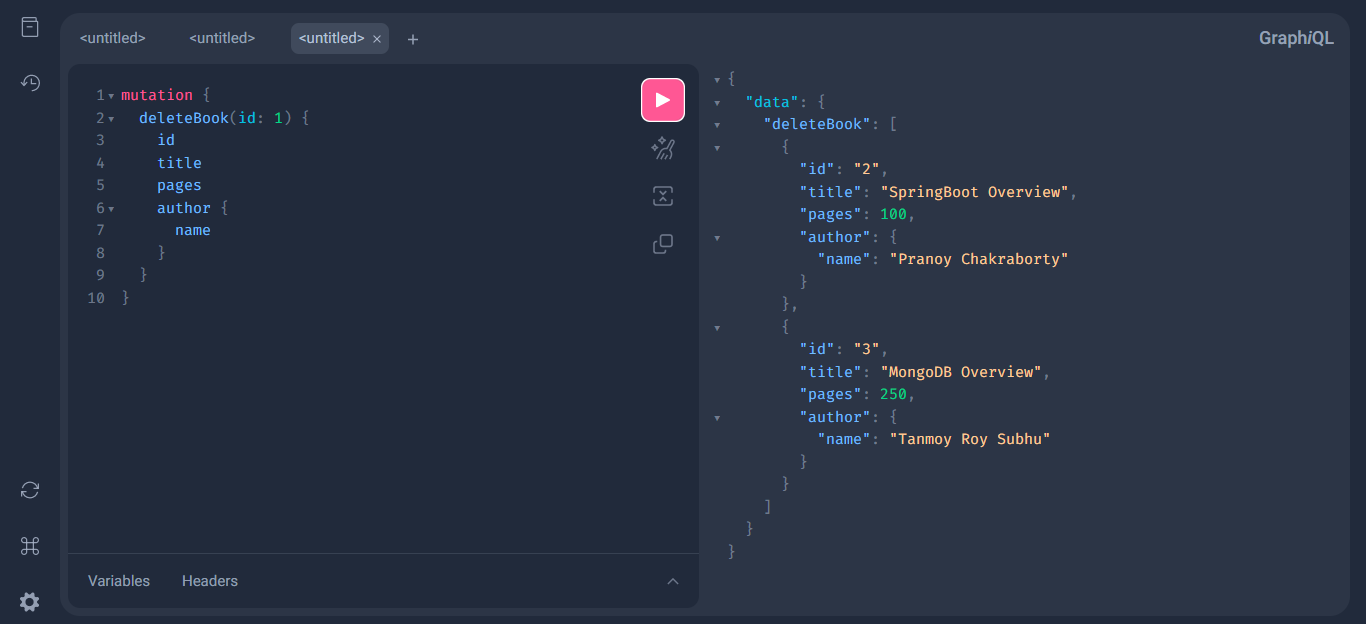 <untitled>
<untitled>
<untitled> × +
GraphiQL
1 mutation {
2 deleteBook(id: 1) {
3 id
4 title
5 pages
6 author {
7 name
8 }
9 }
10 }
Variables Headers
{
"data": {
"deleteBook": [
{
"id": "2",
"title": "SpringBoot Overview",
"pages": 100,
"author": {
"name": "Pranoy Chakraborty"
}
},
{
"id": "3",
"title": "MongoDB Overview",
"pages": 250,
"author": {
"name": "Tanmoy Roy Subhu"
}
}
]
}
}